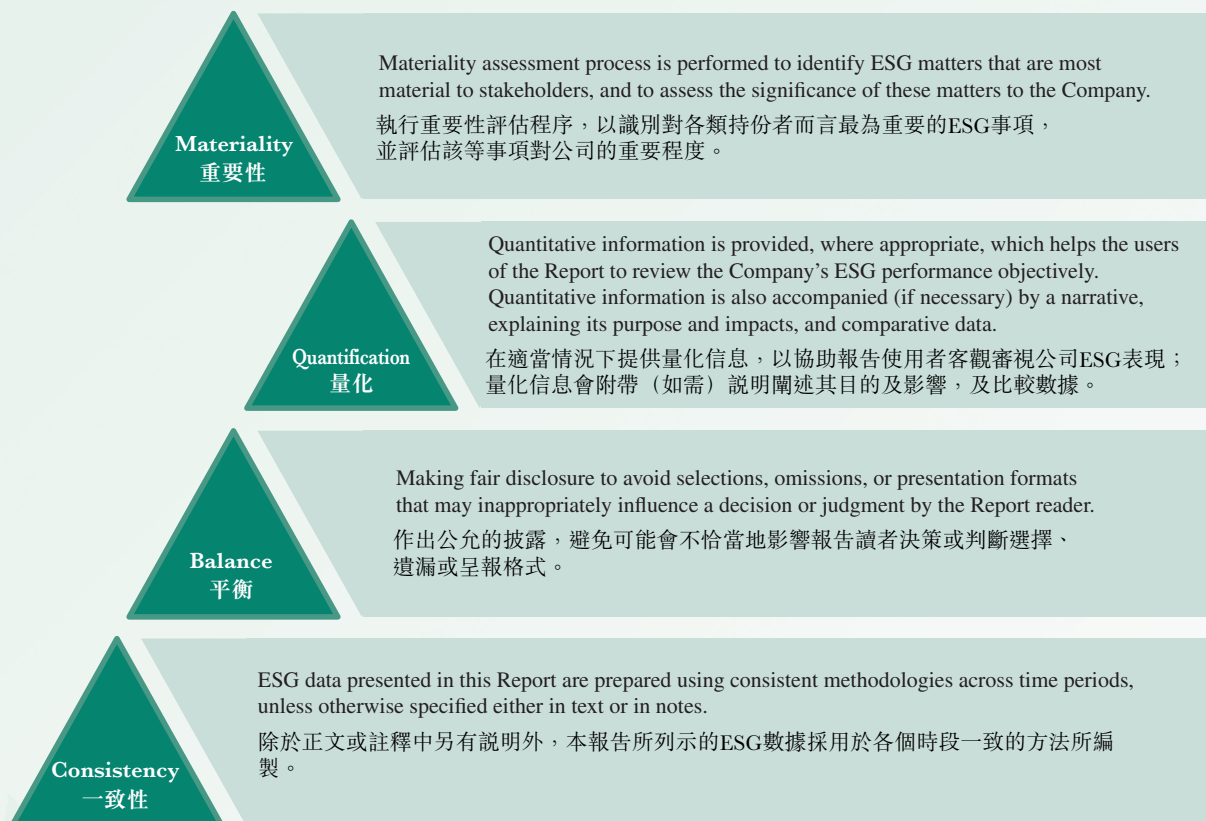 Materiality
重要性
Materiality assessment process is performed to identify ESG matters that are most
material to stakeholders, and to assess the significance of these matters to the Company.
執行重要性評估程序，以識別對各類持份者而言最為重要的ESG事項，
並評估該等事項對公司的重要程度。
Quantification
量化
Quantitative information is provided, where appropriate, which helps the users
of the Report to review the Company’s ESG performance objectively.
Quantitative information is also accompanied (if necessary) by a narrative,
explaining its purpose and impacts, and comparative data.
在適當情況下提供量化信息，以協助報告使用者客觀審視公司ESG表現；
量化信息會附帶（如需）説明闡述其目的及影響，及比較數據。
Balance
平衡
Making fair disclosure to avoid selections, omissions, or presentation formats
that may inappropriately influence a decision or judgment by the Report reader.
作出公允的披露，避免可能會不恰當地影響報告讀者決策或判斷選擇、
遺漏或呈報格式。
Consistency
一致性
ESG data presented in this Report are prepared using consistent methodologies across time periods,
unless otherwise specified either in text or in notes.
除於正文或註釋中另有説明外，本報告所列示的ESG數據採用於各個時段一致的方法所編
製。